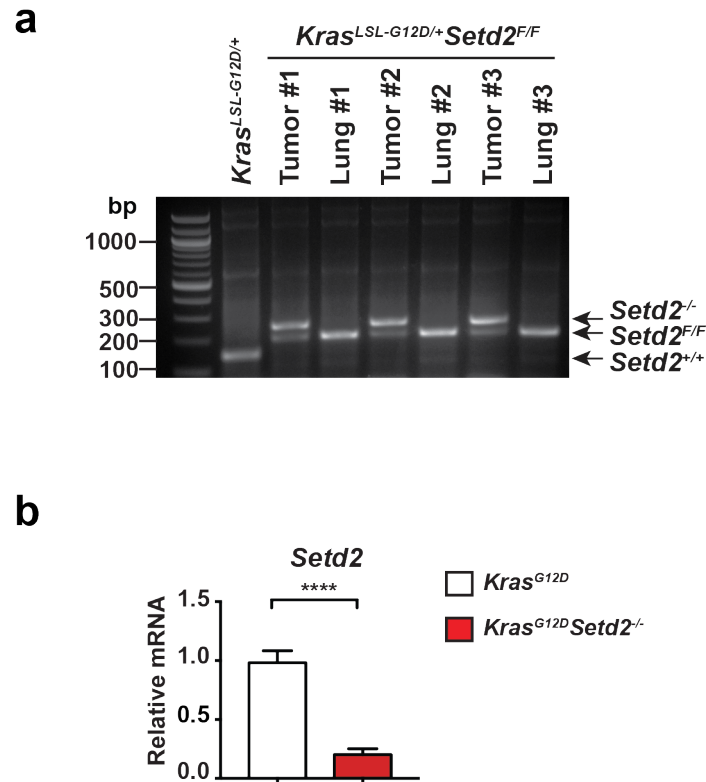 a
Kras^LSL-G12D/+ Setd2^F/F
Kras^LSL-G12D/+
Tumor #1
Lung #1
Tumor #2
Lung #2
Tumor #3
Lung #3
bp
1000
500
300
200
100
Setd2^-/-
Setd2^F/F
Setd2^+/+
b
Setd2
****
Relative mRNA
1.5
1.0
0.5
0.0
Kras^G12D
Kras^G12D Setd2^-/-